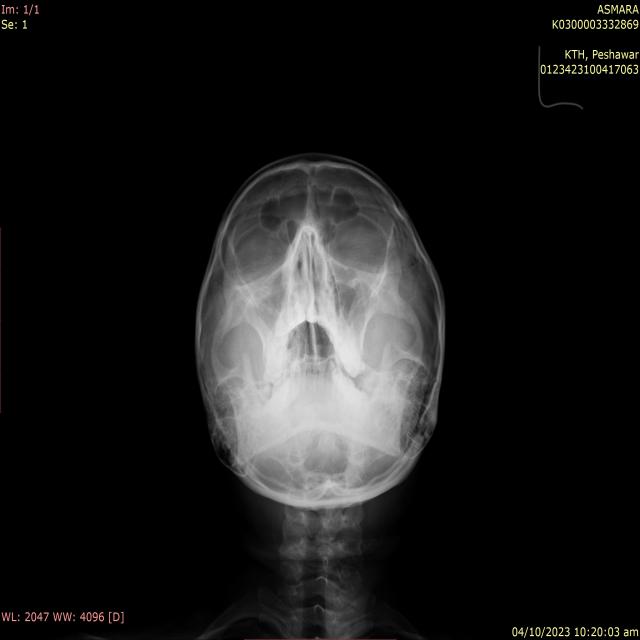 Im: 1/1
Se: 1
ASMARA
K0300003332869
KTH, Peshawar
0123423100417063
WL: 2047 WW: 4096 [D]
04/10/2023 10:20:03 am